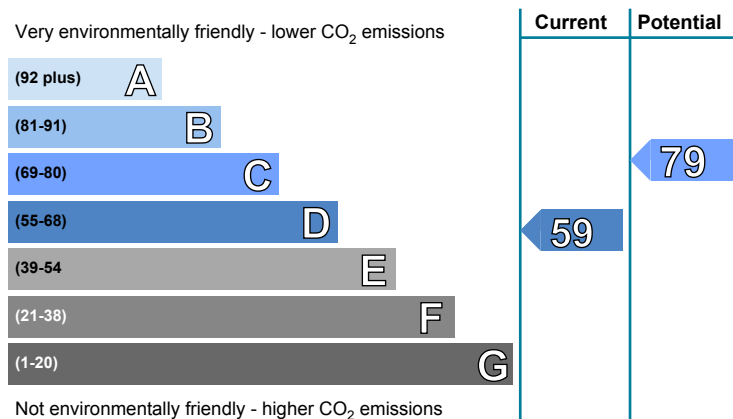 Current Potential
Very environmentally friendly - lower CO₂ emissions
(92 plus) A
(81-91) B
(69-80) C
79
(55-68) D
59
(39-54 E
(21-38) F
(1-20) G
Not environmentally friendly - higher CO₂ emissions